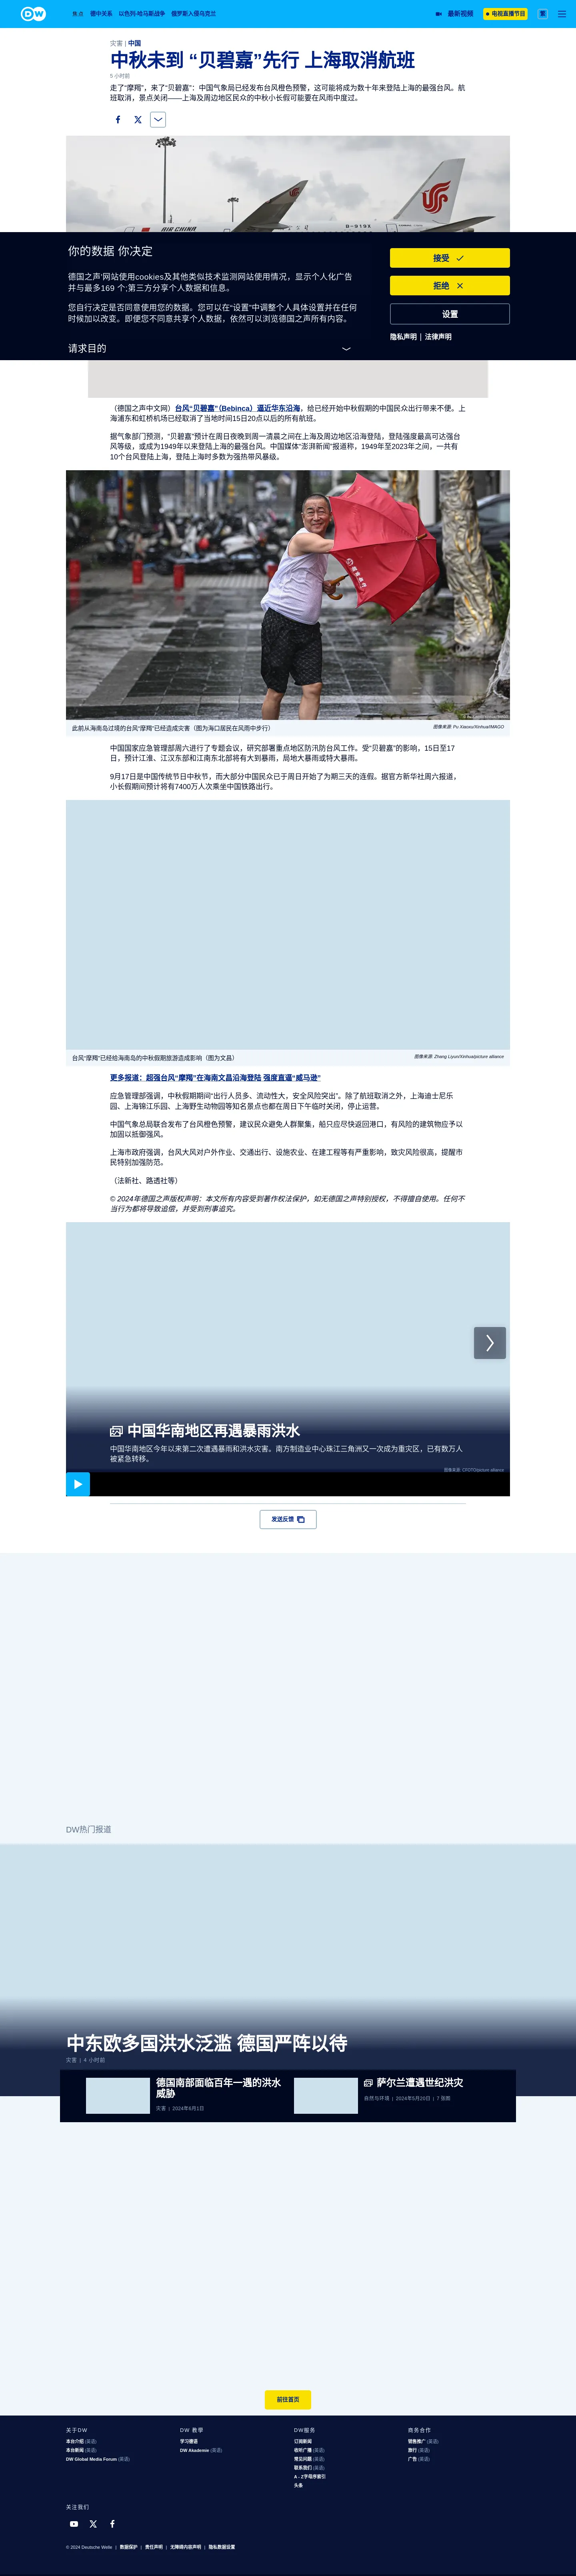 DW
焦点 德中关系 以色列-哈马斯战争 俄罗斯入侵乌克兰
最新视频
电视直播节目
繁
灾害 | 中国
中秋未到 “贝碧嘉”先行 上海取消航班
5 小时前
走了“摩羯”，来了“贝碧嘉”：中国气象局已经发布台风橙色预警，这可能将成为数十年来登陆上海的最强台风。航
班取消，景点关闭——上海及周边地区民众的中秋小长假可能要在风雨中度过。
AIR CHINA
你的数据 你决定
德国之声'网站使用cookies及其他类似技术监测网站使用情况，显示个人化广告
并与最多169 个;第三方分享个人数据和信息。
您自行决定是否同意使用您的数据。您可以在“设置”中调整个人具体设置并在任何
时候加以改变。即便您不同意共享个人数据，依然可以浏览德国之声所有内容。
请求目的
接受
拒绝
设置
隐私声明 | 法律声明
（德国之声中文网）台风“贝碧嘉”（Bebinca）逼近华东沿海，给已经开始中秋假期的中国民众出行带来不便。上
海浦东和虹桥机场已经取消了当地时间15日20点以后的所有航班。
据气象部门预测，“贝碧嘉”预计在周日夜晚到周一清晨之间在上海及周边地区沿海登陆，登陆强度最高可达强台
风等级，或成为1949年以来登陆上海的最强台风。中国媒体“澎湃新闻”报道称，1949年至2023年之间，一共有
10个台风登陆上海，登陆上海时多数为强热带风暴级。
此前从海南岛过境的台风“摩羯”已经造成灾害（图为海口居民在风雨中步行）
图像来源: Pu Xiaoxu/Xinhua/IMAGO
中国国家应急管理部周六进行了专题会议，研究部署重点地区防汛防台风工作。受“贝碧嘉”的影响，15日至17
日，预计江淮、江汉东部和江南东北部将有大到暴雨，局地大暴雨或特大暴雨。
9月17日是中国传统节日中秋节，而大部分中国民众已于周日开始了为期三天的连假。据官方新华社周六报道，
小长假期间预计将有7400万人次乘坐中国铁路出行。
台风“摩羯”已经给海南岛的中秋假期旅游造成影响（图为文昌）
图像来源: Zhang Liyun/Xinhua/picture alliance
更多报道：超强台风“摩羯”在海南文昌沿海登陆 强度直逼“威马逊”
应急管理部强调，中秋假期期间“出行人员多、流动性大，安全风险突出”。除了航班取消之外，上海迪士尼乐
园、上海锦江乐园、上海野生动物园等知名景点也都在周日下午临时关闭，停止运营。
中国气象总局联合发布了台风橙色预警，建议民众避免人群聚集，船只应尽快返回港口，有风险的建筑物应予以
加固以抵御强风。
上海市政府强调，台风大风对户外作业、交通出行、设施农业、在建工程等有严重影响，致灾风险很高，提醒市
民特别加强防范。
（法新社、路透社等）
© 2024年德国之声版权声明：本文所有内容受到著作权法保护，如无德国之声特别授权，不得擅自使用。任何不
当行为都将导致追偿，并受到刑事追究。
中国华南地区再遇暴雨洪水
中国华南地区今年以来第二次遭遇暴雨和洪水灾害。南方制造业中心珠江三角洲又一次成为重灾区，已有数万人
被紧急转移。
图像来源: CFOTO/picture alliance
发送反馈
DW热门报道
中东欧多国洪水泛滥 德国严阵以待
灾害 | 4 小时前
德国南部面临百年一遇的洪水
威胁
灾害 | 2024年6月1日
萨尔兰遭遇世纪洪灾
自然与环境 | 2024年5月20日 | 7 张图
前往首页
关于DW
本台介绍 (英语)
本台新闻 (英语)
DW Global Media Forum (英语)
DW 教學
学习德语
DW Akademie (英语)
DW服务
订阅新闻
收听广播 (英语)
常见问题 (英语)
联系我们 (英语)
A - Z字母序索引
头条
商务合作
销售推广 (英语)
旅行 (英语)
广告 (英语)
关注我们
© 2024 Deutsche Welle | 数据保护 | 责任声明 | 无障碍内容声明 | 隐私数据设置